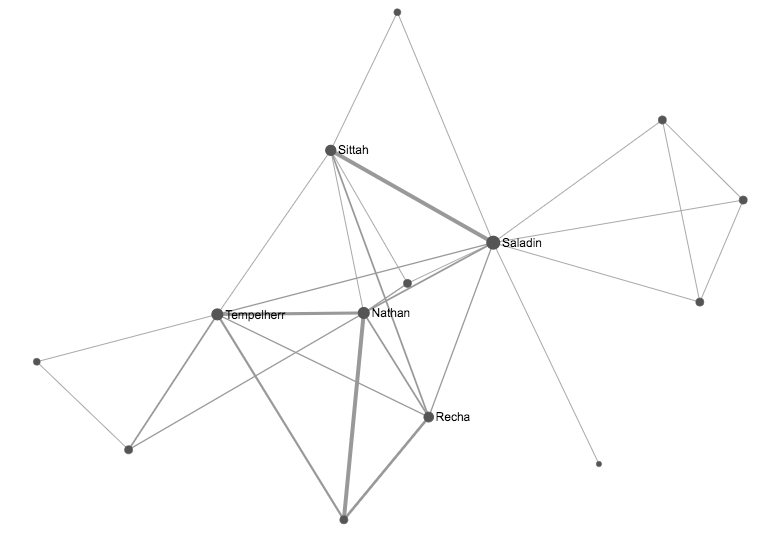 Sittah
Saladin
Tempelherr
Nathan
Recha